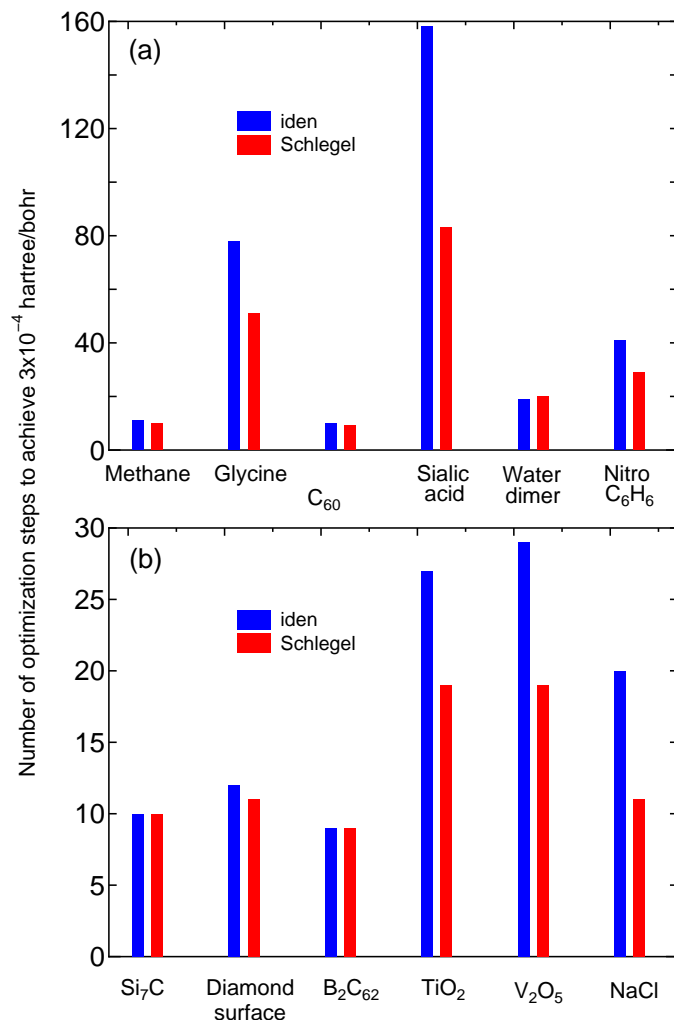 Number of optimization steps to achieve 3x10⁻⁴ hartree/bohr
(a)
160
120
80
40
0
iden
Schlegel
Methane
Glycine
C₆₀
Sialic
acid
Water
dimer
Nitro
C₆H₆
(b)
30
25
20
15
10
5
0
iden
Schlegel
Si₇C
Diamond
surface
B₂C₆₂
TiO₂
V₂O₅
NaCl